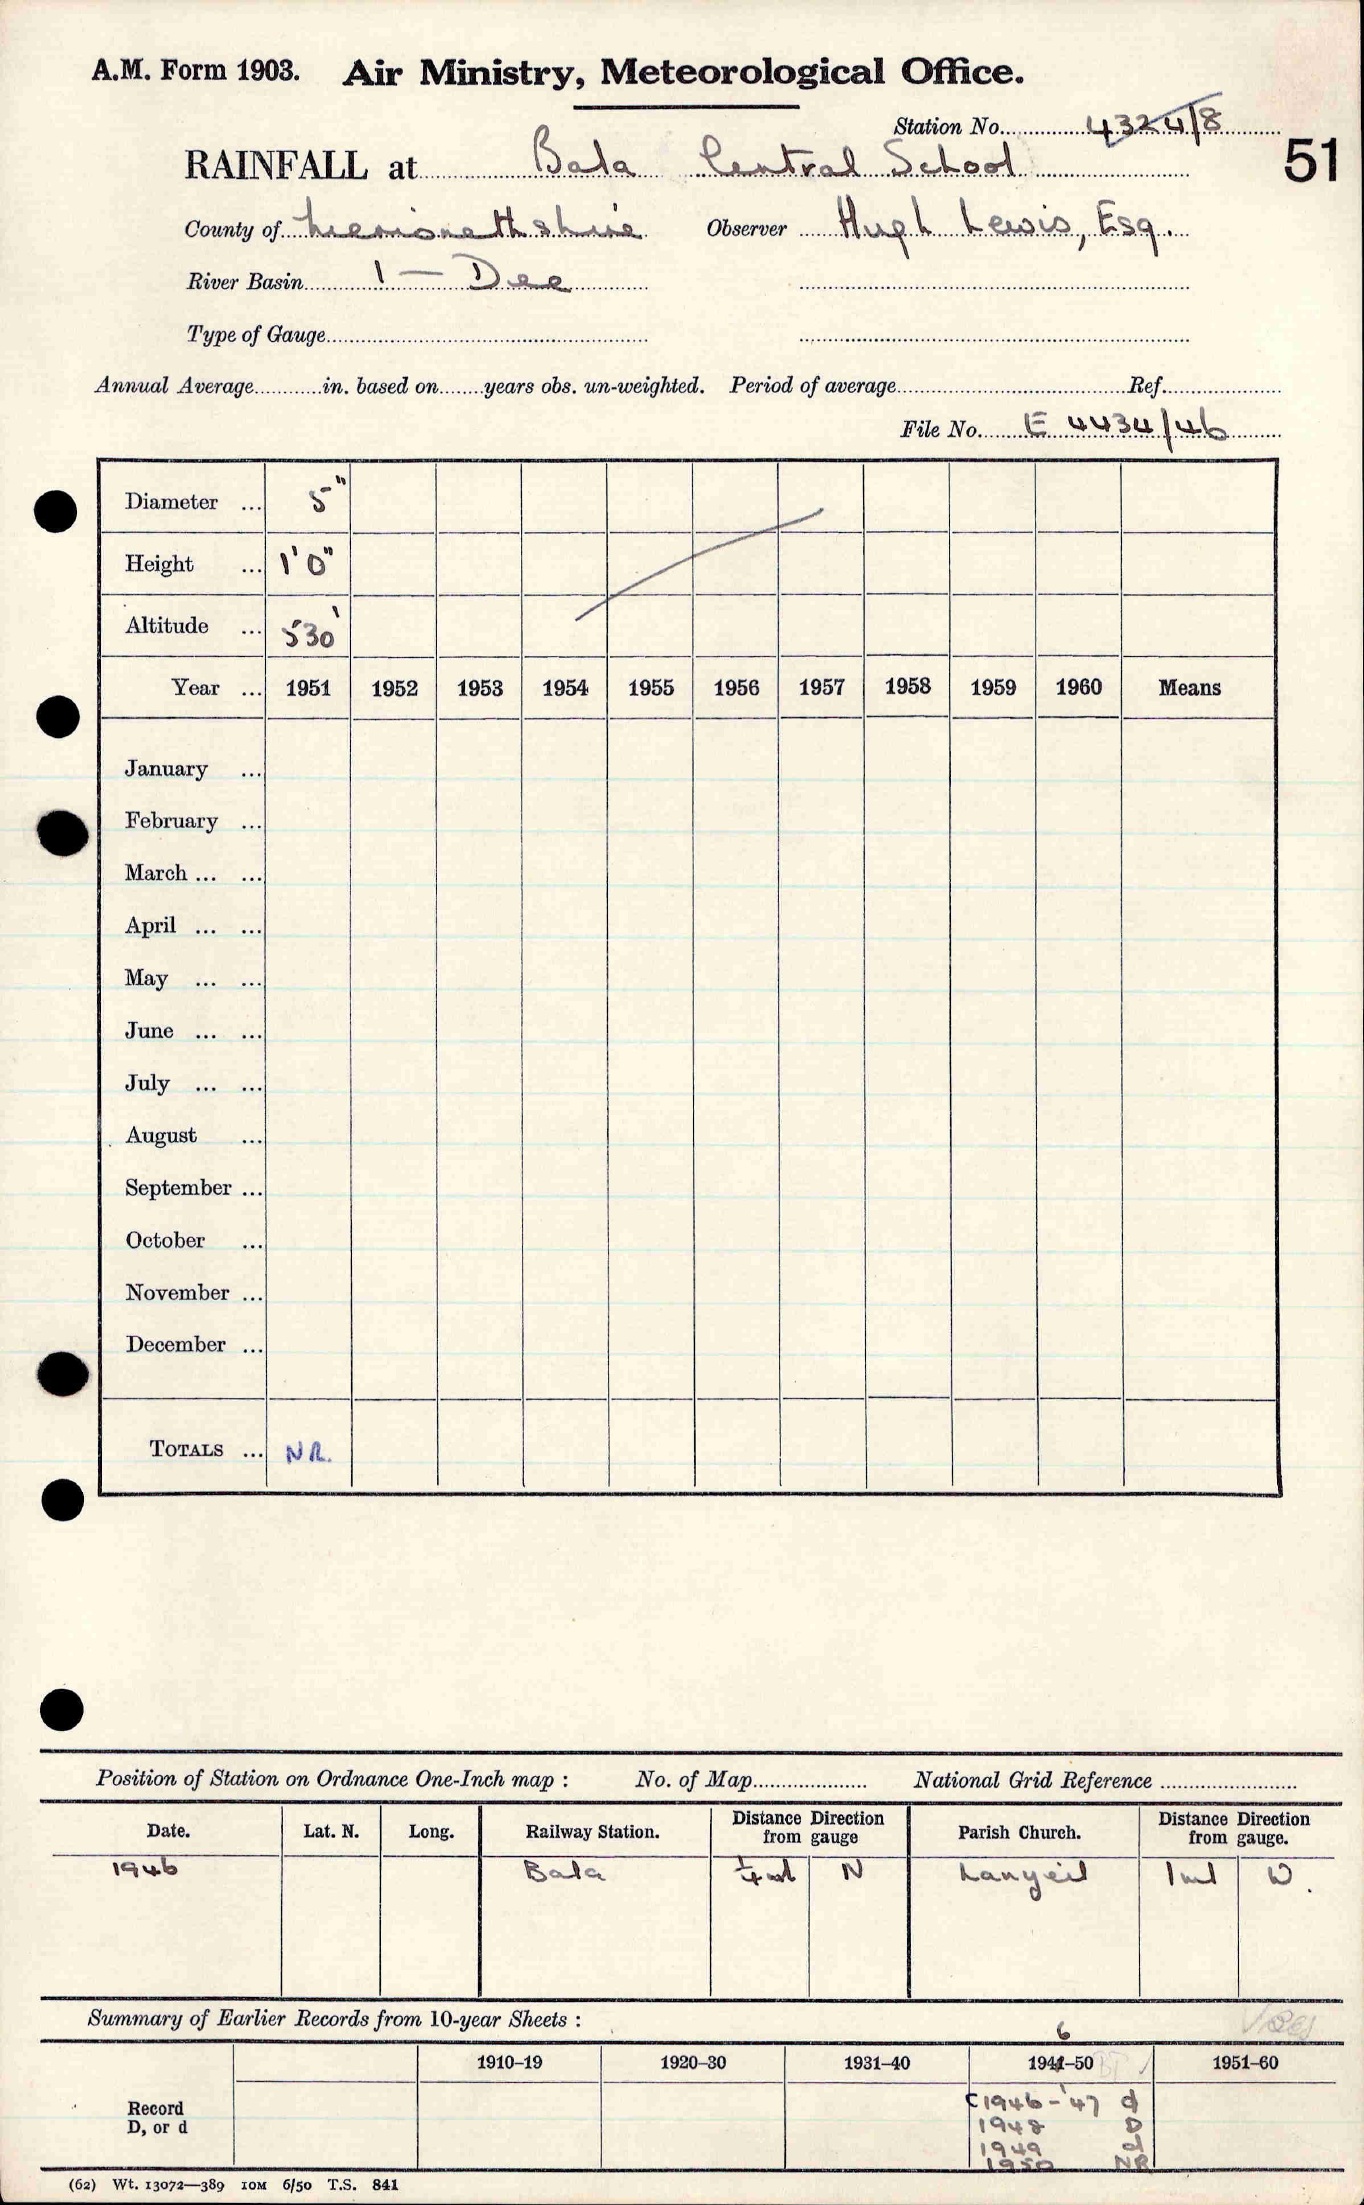 A.M. Form 1903. Air Ministry, Meteorological Office.
Station No. 4324/8
RAINFALL at Bala Central School 51
County of Merionethshire Observer Hugh Lewis, Esq.
River Basin 1 — Dee
Type of Gauge
Annual Average in. based on years obs. un-weighted. Period of average Ref.
File No. E 4434/46
Diameter ... 5"
Height ... 1'0"
Altitude ... 530'
Year ... 1951 1952 1953 1954 1955 1956 1957 1958 1959 1960 Means
January ...
February ...
March ... ...
April ... ...
May ... ...
June ... ...
July ... ...
August ...
September ...
October ...
November ...
December ...
TOTALS ... NR.
Position of Station on Ordnance One-Inch map : No. of Map National Grid Reference
Date. Lat. N. Long. Railway Station. Distance Direction from gauge Parish Church. Distance Direction from gauge.
1946 Bala ¼ ml N Lanyeil 1 ml W.
Summary of Earlier Records from 10-year Sheets :
6
1910–19 1920–30 1931–40 1941–50 1951–60
Record D, or d
1946 – '47 d
1948 D
1949 d
1950 NR
(62) Wt. 13072—389 10M 6/50 T.S. 841